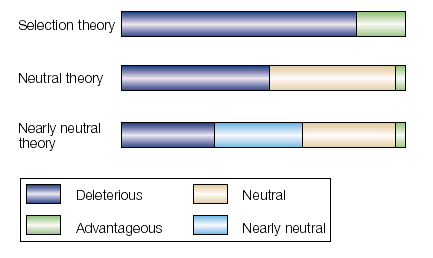 Selection theory
Neutral theory
Nearly neutral
theory
Deleterious
Neutral
Advantageous
Nearly neutral